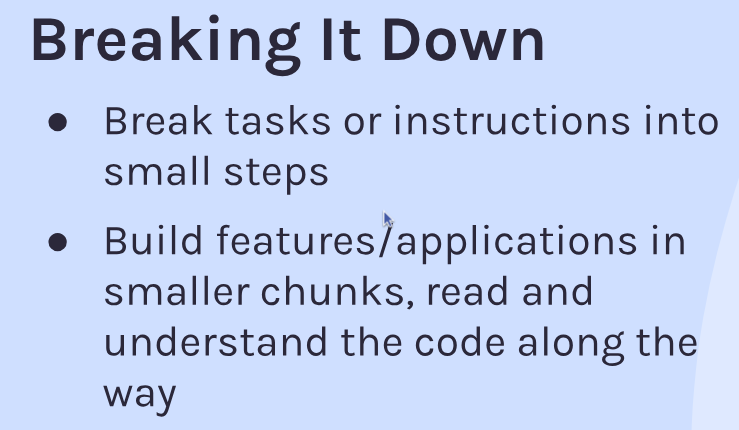 Breaking It Down
● Break tasks or instructions into
small steps
● Build features/applications in
smaller chunks, read and
understand the code along the
way